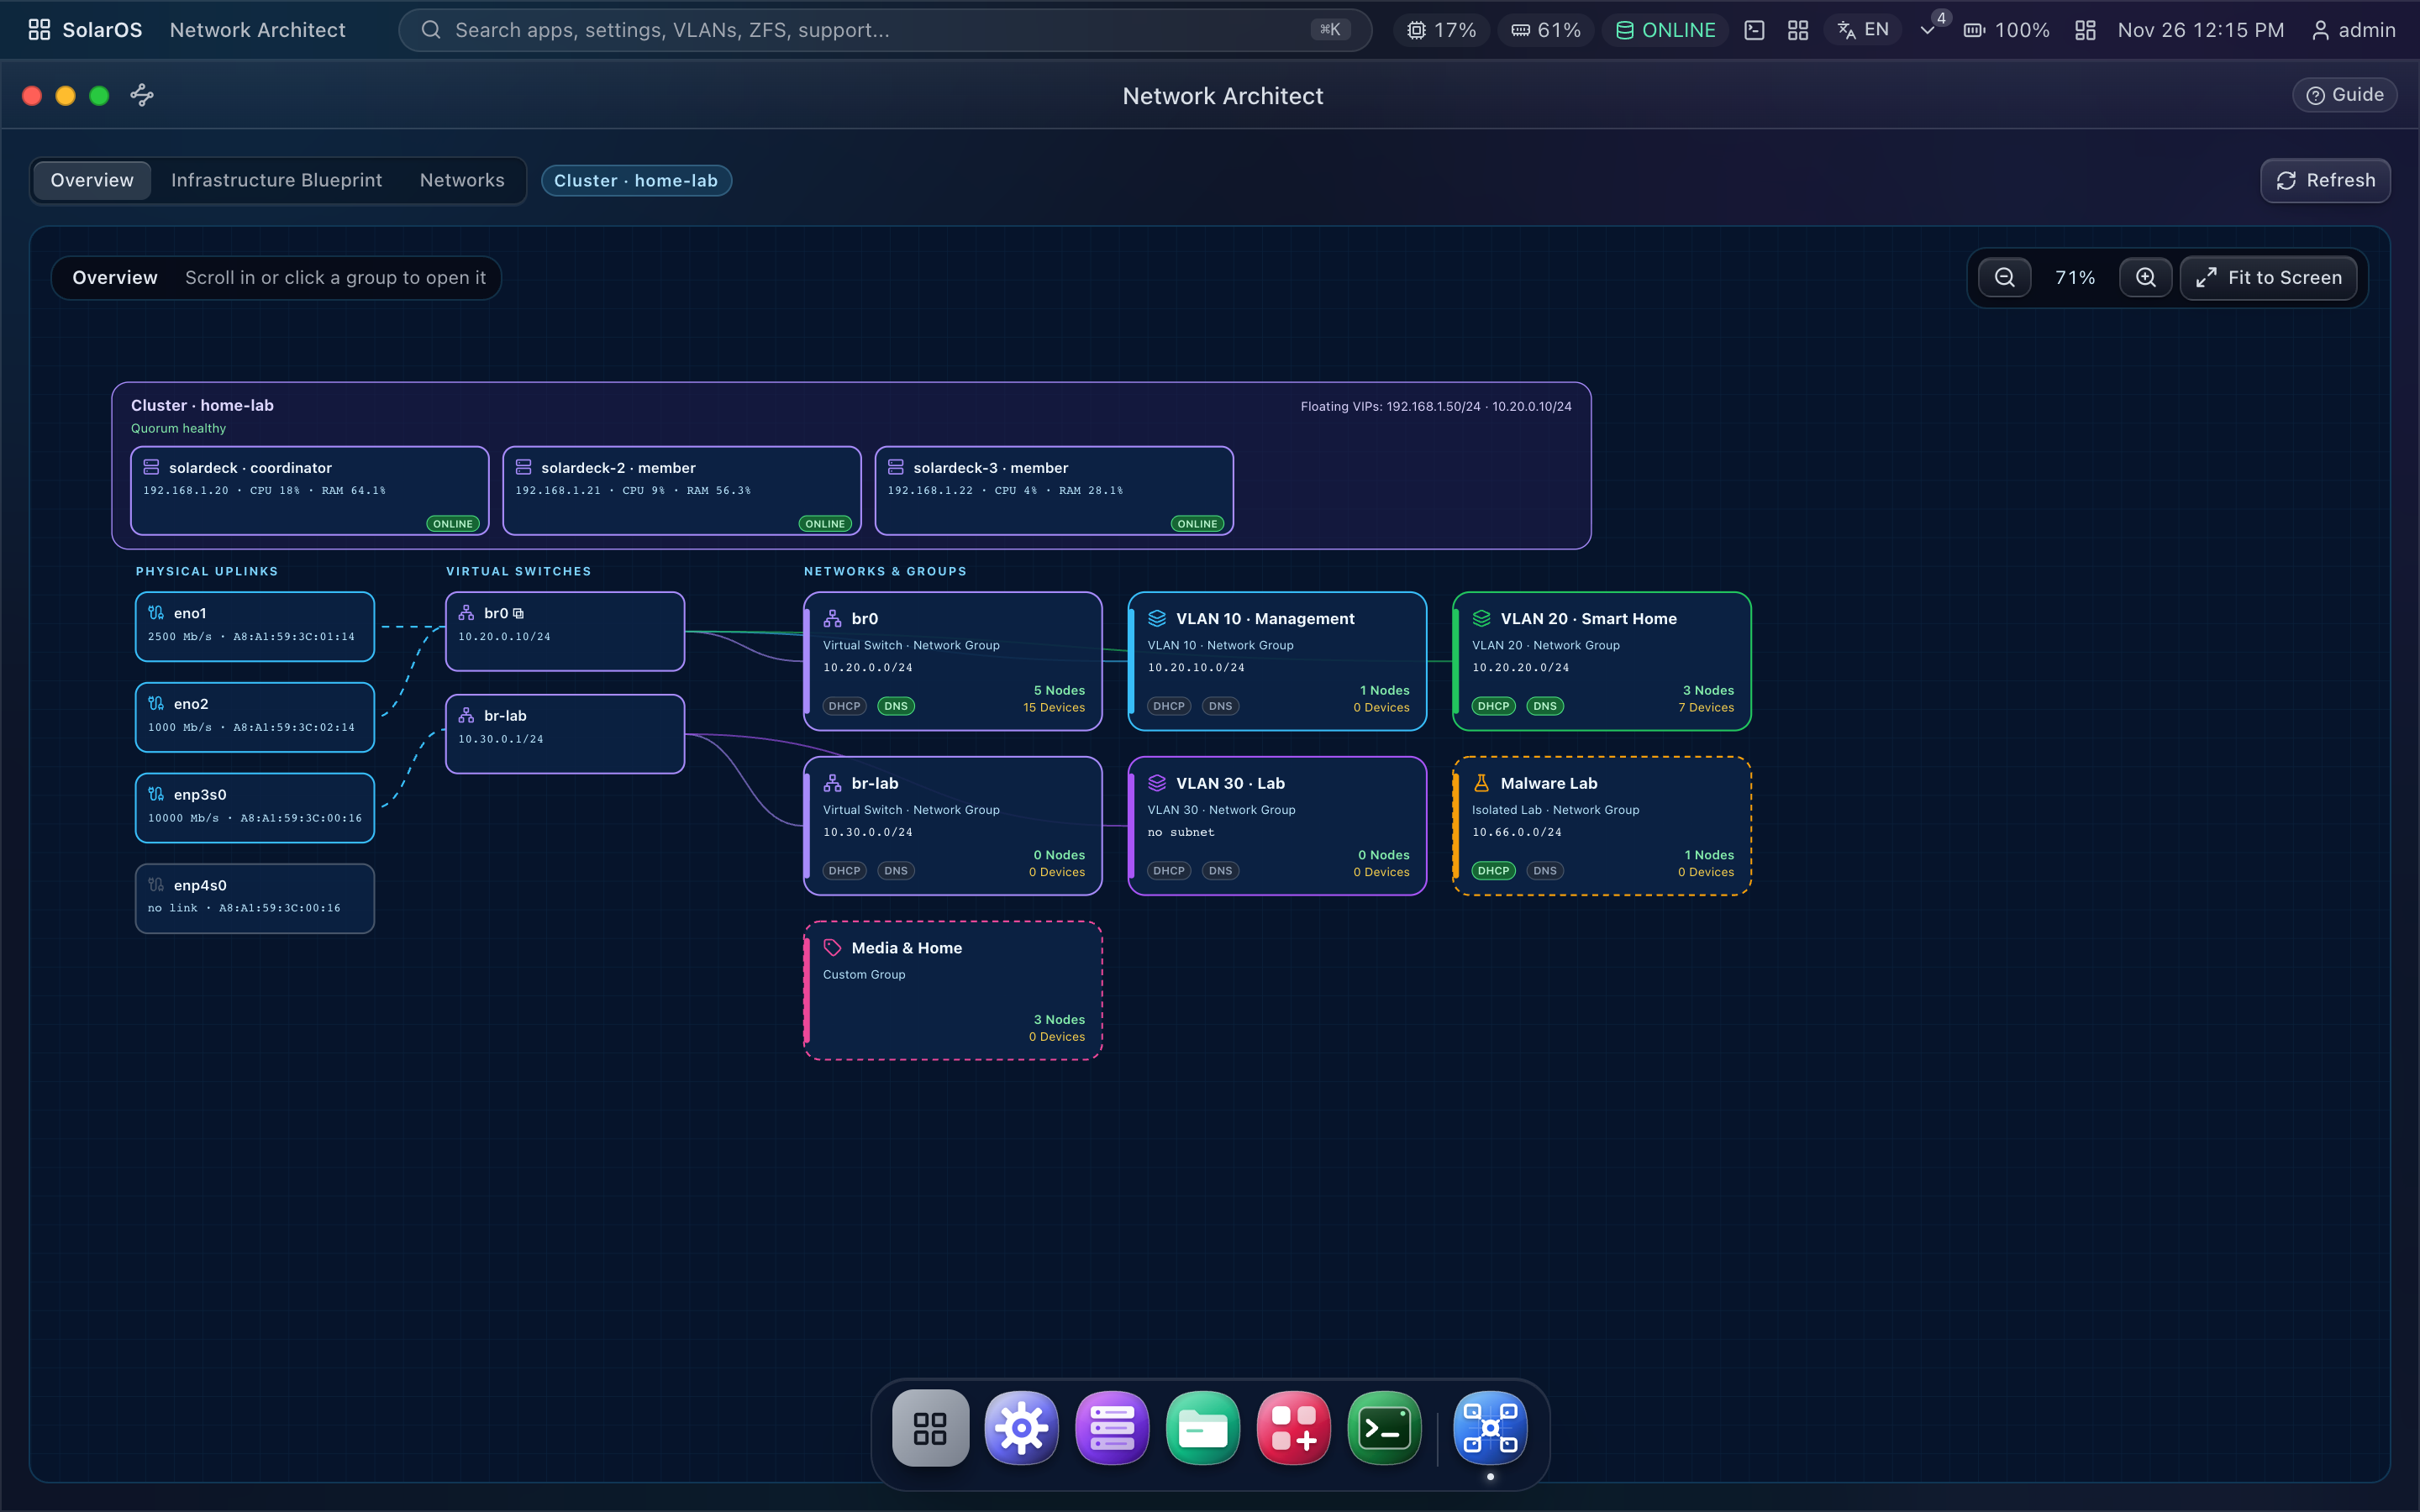 SolarOS Network Architect Search apps, settings, VLANs, ZFS, support... ⌘K 17% 61% ONLINE EN 4 100% Nov 26 12:15 PM admin
Network Architect Guide
Overview Infrastructure Blueprint Networks Cluster · home-lab Refresh
Overview Scroll in or click a group to open it 71% Fit to Screen
Cluster · home-lab Floating VIPs: 192.168.1.50/24 · 10.20.0.10/24
Quorum healthy
solardeck · coordinator
192.168.1.20 · CPU 18% · RAM 64.1%
ONLINE
solardeck-2 · member
192.168.1.21 · CPU 9% · RAM 56.3%
ONLINE
solardeck-3 · member
192.168.1.22 · CPU 4% · RAM 28.1%
ONLINE
PHYSICAL UPLINKS
eno1
2500 Mb/s · A8:A1:59:3C:01:14
eno2
1000 Mb/s · A8:A1:59:3C:02:14
enp3s0
10000 Mb/s · A8:A1:59:3C:00:16
enp4s0
no link · A8:A1:59:3C:00:16
VIRTUAL SWITCHES
br0
10.20.0.10/24
br-lab
10.30.0.1/24
NETWORKS & GROUPS
br0
Virtual Switch · Network Group
10.20.0.0/24
5 Nodes
DHCP DNS 15 Devices
VLAN 10 · Management
VLAN 10 · Network Group
10.20.10.0/24
1 Nodes
DHCP DNS 0 Devices
VLAN 20 · Smart Home
VLAN 20 · Network Group
10.20.20.0/24
3 Nodes
DHCP DNS 7 Devices
br-lab
Virtual Switch · Network Group
10.30.0.0/24
0 Nodes
DHCP DNS 0 Devices
VLAN 30 · Lab
VLAN 30 · Network Group
no subnet
0 Nodes
DHCP DNS 0 Devices
Malware Lab
Isolated Lab · Network Group
10.66.0.0/24
1 Nodes
DHCP DNS 0 Devices
Media & Home
Custom Group
3 Nodes
0 Devices